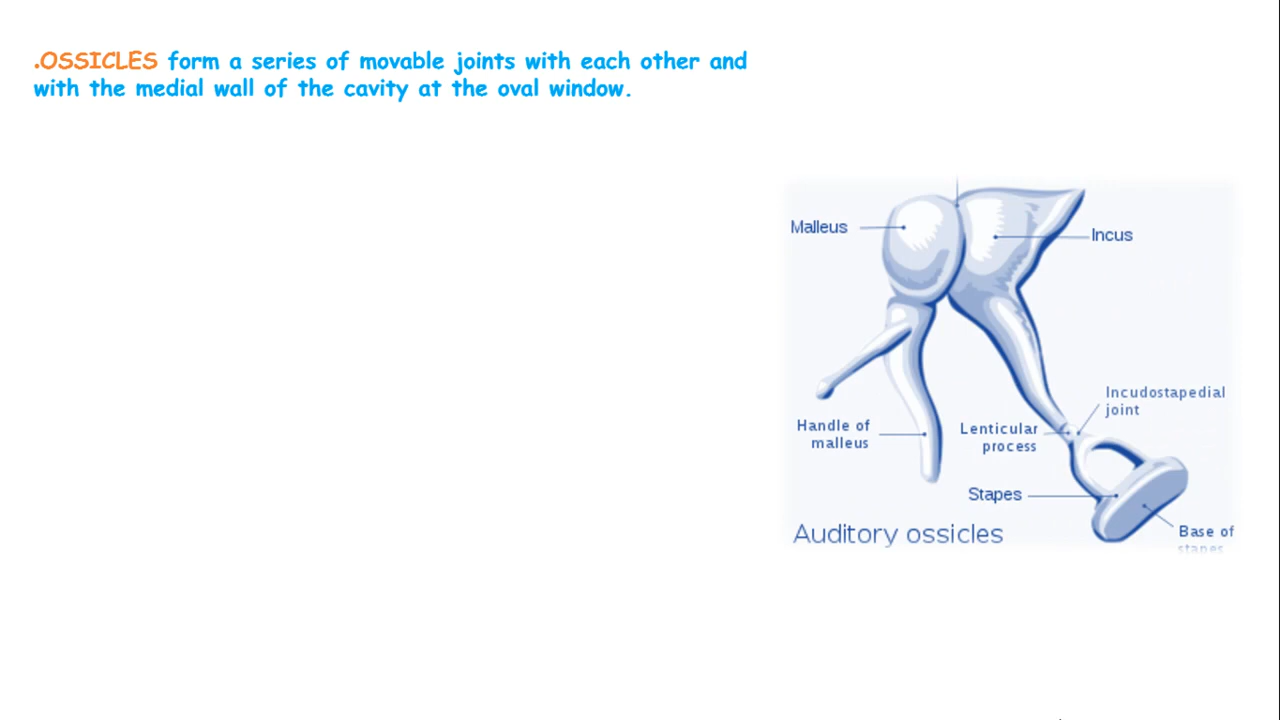 .OSSICLES form a series of movable joints with each other and
with the medial wall of the cavity at the oval window.
Malleus
Incus
Incudostapedial
joint
Handle of
malleus
Lenticular
process
Stapes
Auditory ossicles
Base of
stapes